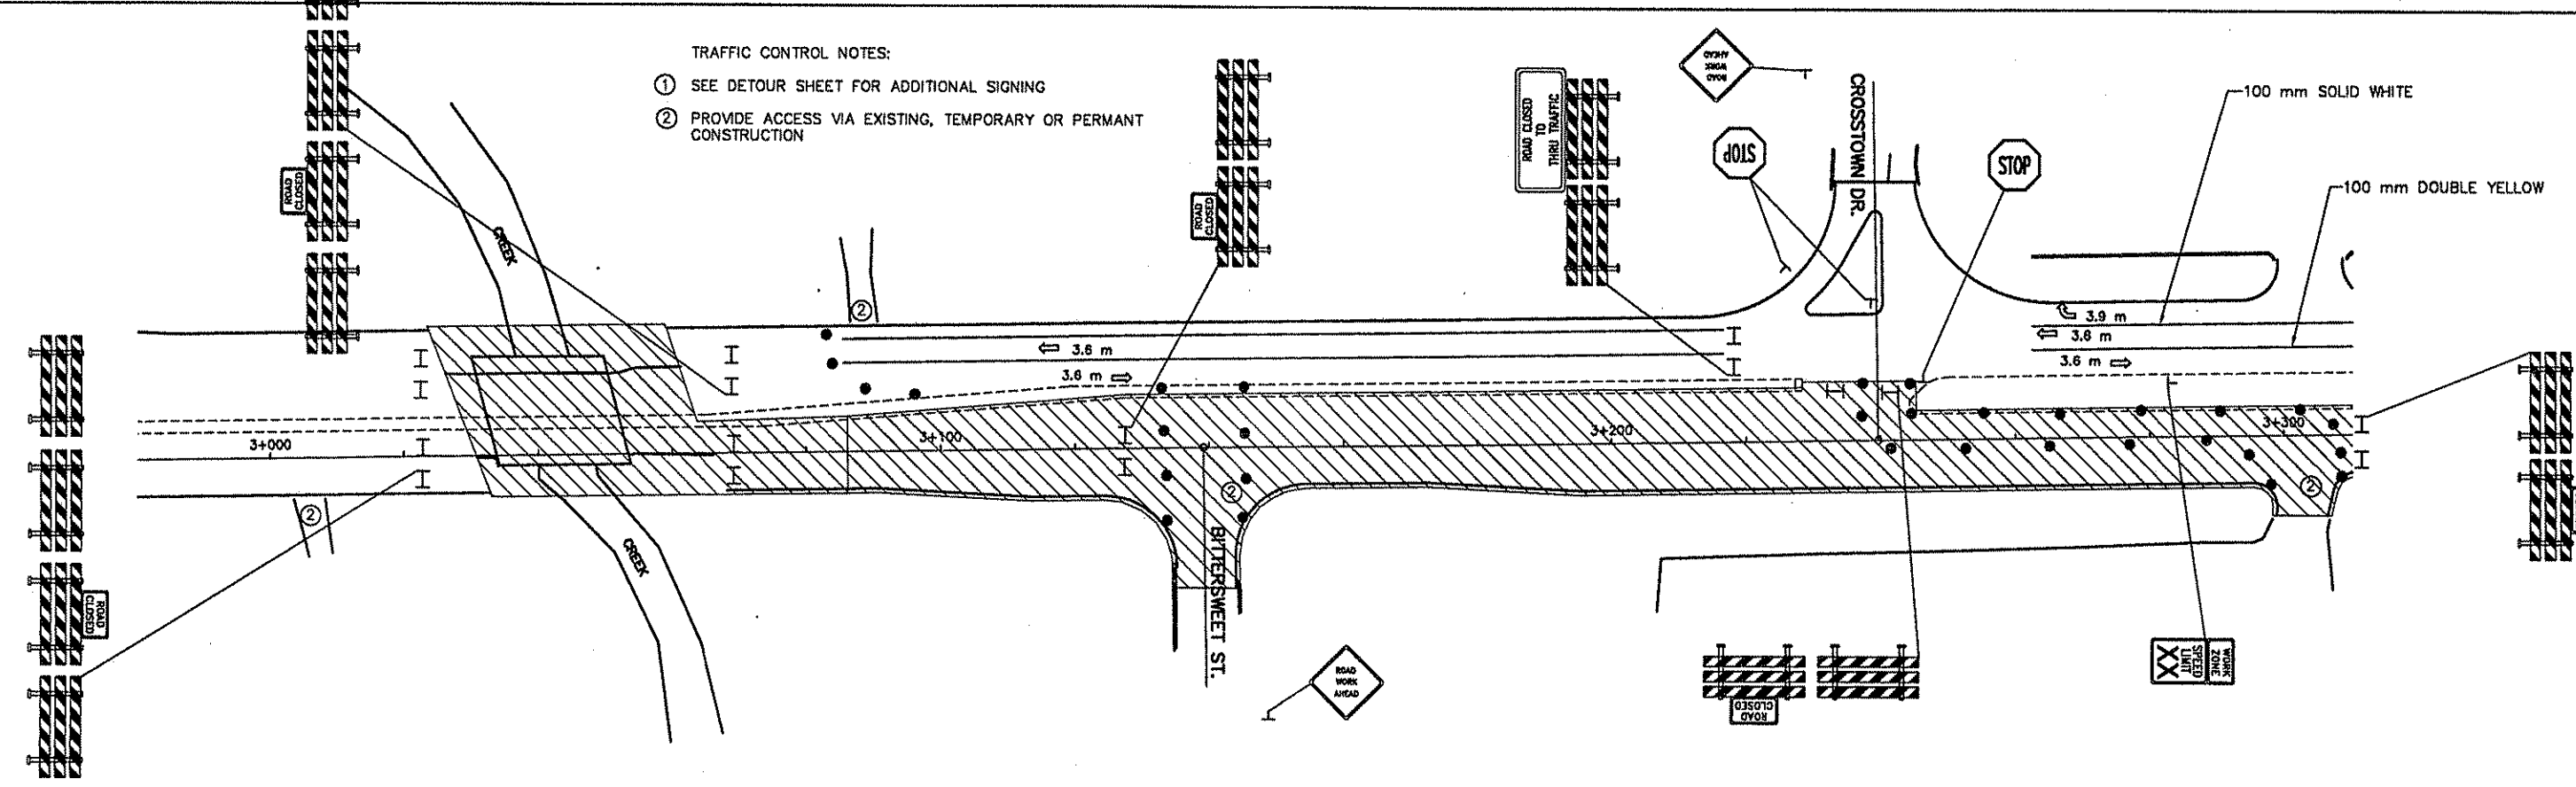 TRAFFIC CONTROL NOTES:
① SEE DETOUR SHEET FOR ADDITIONAL SIGNING
② PROVIDE ACCESS VIA EXISTING, TEMPORARY OR PERMANT
CONSTRUCTION
ROAD
CLOSED
CREEK
②
ROAD
CLOSED
ROAD CLOSED
TO
THRU TRAFFIC
ROAD
WORK
AHEAD
STOP
CROSSTOWN DR.
STOP
100 mm SOLID WHITE
100 mm DOUBLE YELLOW
3.9 m
3.6 m
3.6 m
3.6 m
3.6 m
3+000
3+100
3+200
3+300
②
②
②
CREEK
ROAD
CLOSED
BITTERSWEET ST.
ROAD
WORK
AHEAD
ROAD
CLOSED
WORK
ZONE
SPEED
LIMIT
XX